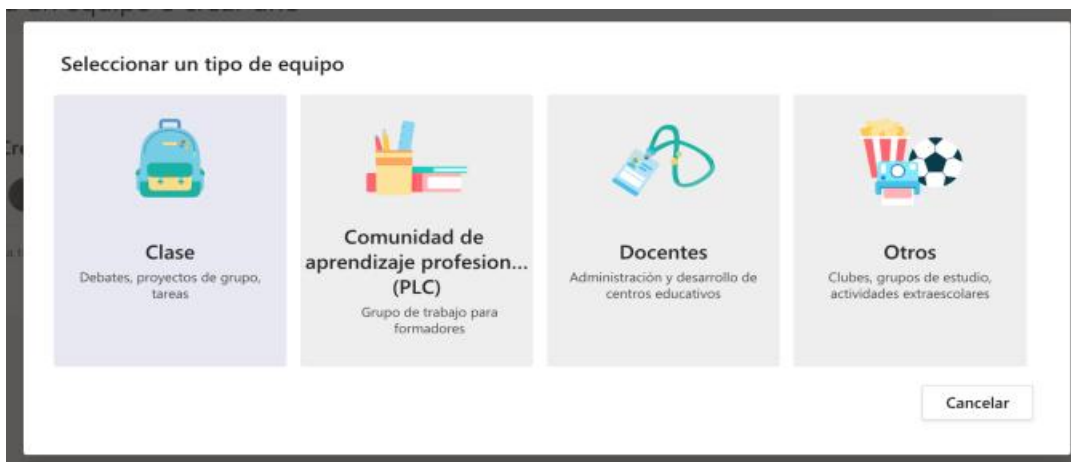 Seleccionar un tipo de equipo
Clase
Debates, proyectos de grupo,
tareas
Comunidad de
aprendizaje profesion...
(PLC)
Grupo de trabajo para
formadores
Docentes
Administración y desarrollo de
centros educativos
Otros
Clubes, grupos de estudio,
actividades extraescolares
Cancelar